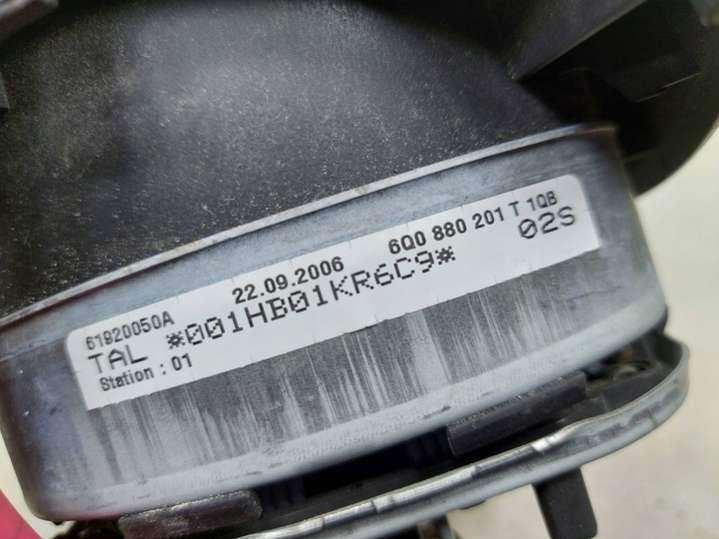 61920050A 22.09.2006 6Q0 880 201 T 1QB
TAL *001HB01KR6C9* 02S
Station : 01